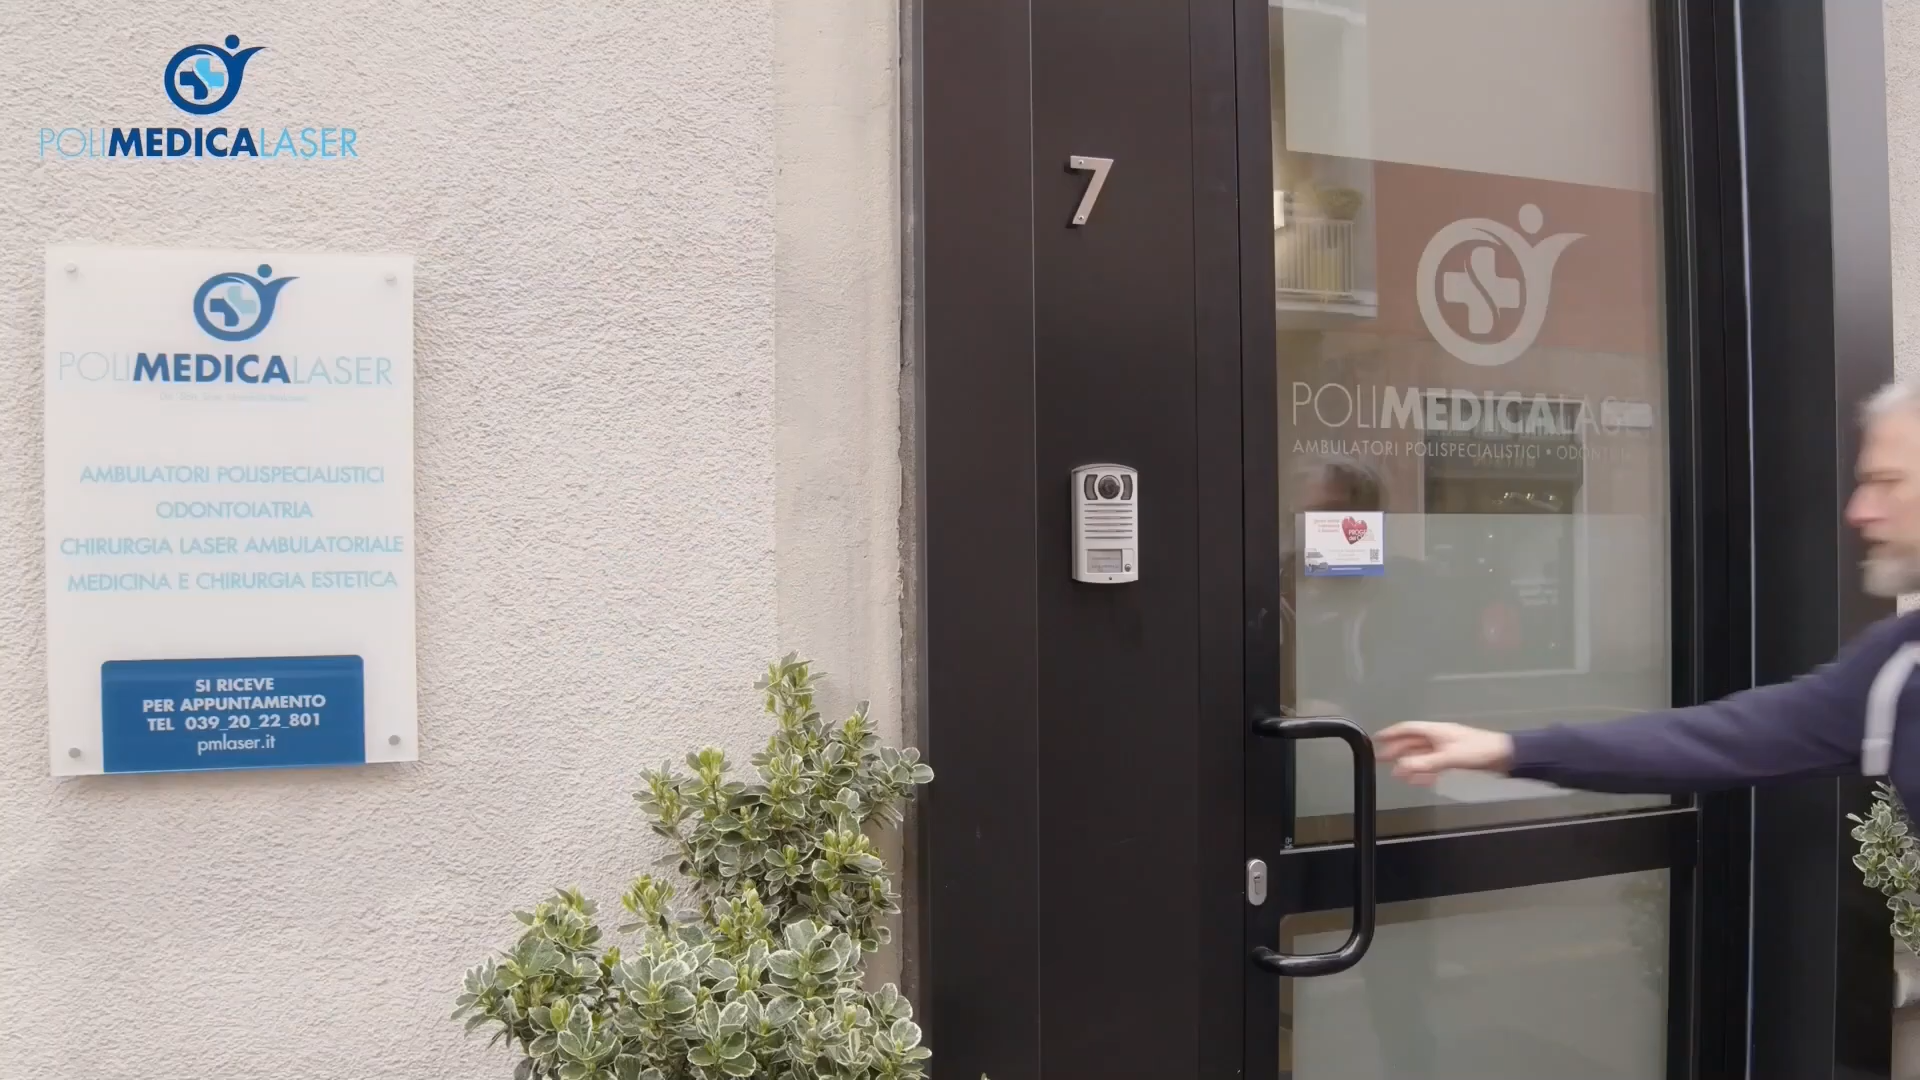 POLIMEDICALASER
POLIMEDICALASER
AMBULATORI POLISPECIALISTICI
ODONTOIATRIA
CHIRURGIA LASER AMBULATORIALE
MEDICINA E CHIRURGIA ESTETICA
SI RICEVE
PER APPUNTAMENTO
TEL 039_20_22_801
pmlaser.it
7
POLIMEDICALASER
AMBULATORI POLISPECIALISTICI •